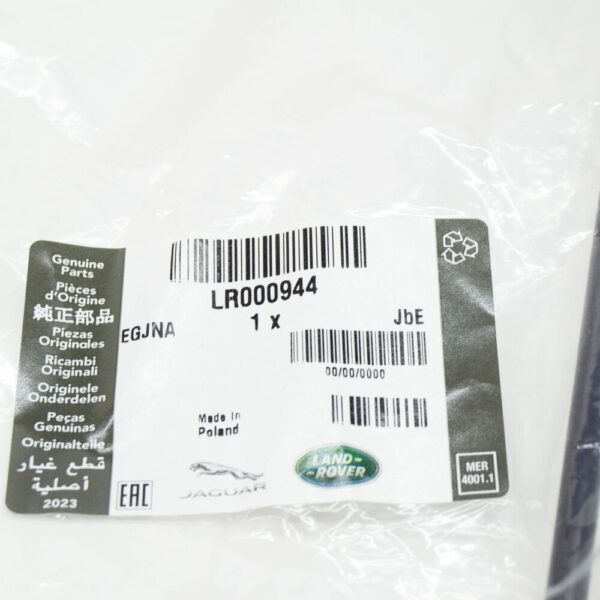 Genuine
Parts
Pièces
d'Origine
純正部品
Piezas
Originales
Ricambi
Originali
Originele
Onderdelen
Peças
Genuinas
Originalteile
قطع غيار
أصلية
2023
LR000944
1 x
EGJNA
JbE
00/00/0000
Made in
Poland
EAC
JAGUAR
LAND-
-ROVER
MER
4001.1